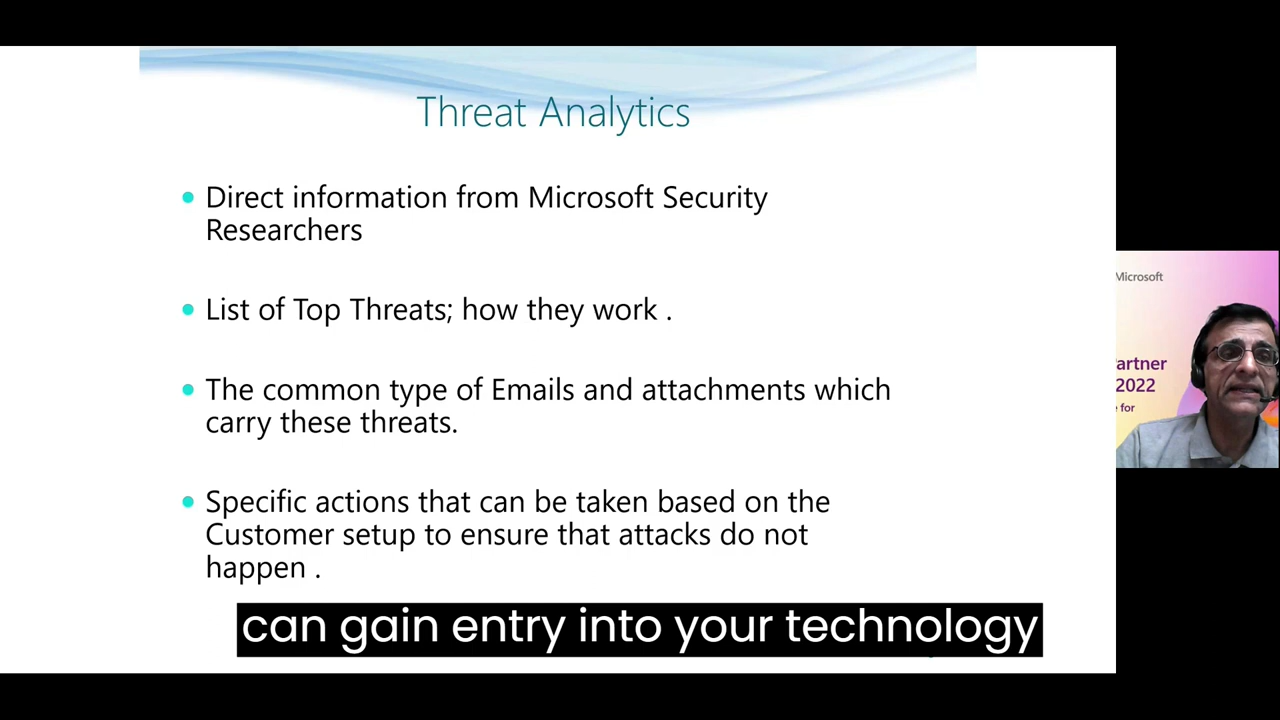 Threat Analytics
Direct information from Microsoft Security
Researchers
List of Top Threats; how they work .
The common type of Emails and attachments which
carry these threats.
Specific actions that can be taken based on the
Customer setup to ensure that attacks do not
happen .
can gain entry into your technology
Microsoft
artner
2022
for